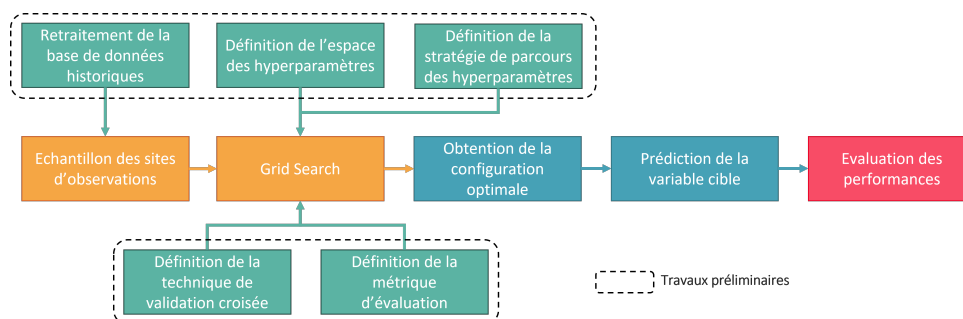 Retraitement de la
base de données
historiques
Définition de l'espace
des hyperparamètres
Définition de la
stratégie de parcours
des hyperparamètres
Echantillon des sites
d'observations
Grid Search
Obtention de la
configuration
optimale
Prédiction de la
variable cible
Evaluation des
performances
Définition de la
technique de
validation croisée
Définition de la
métrique
d'évaluation
Travaux préliminaires